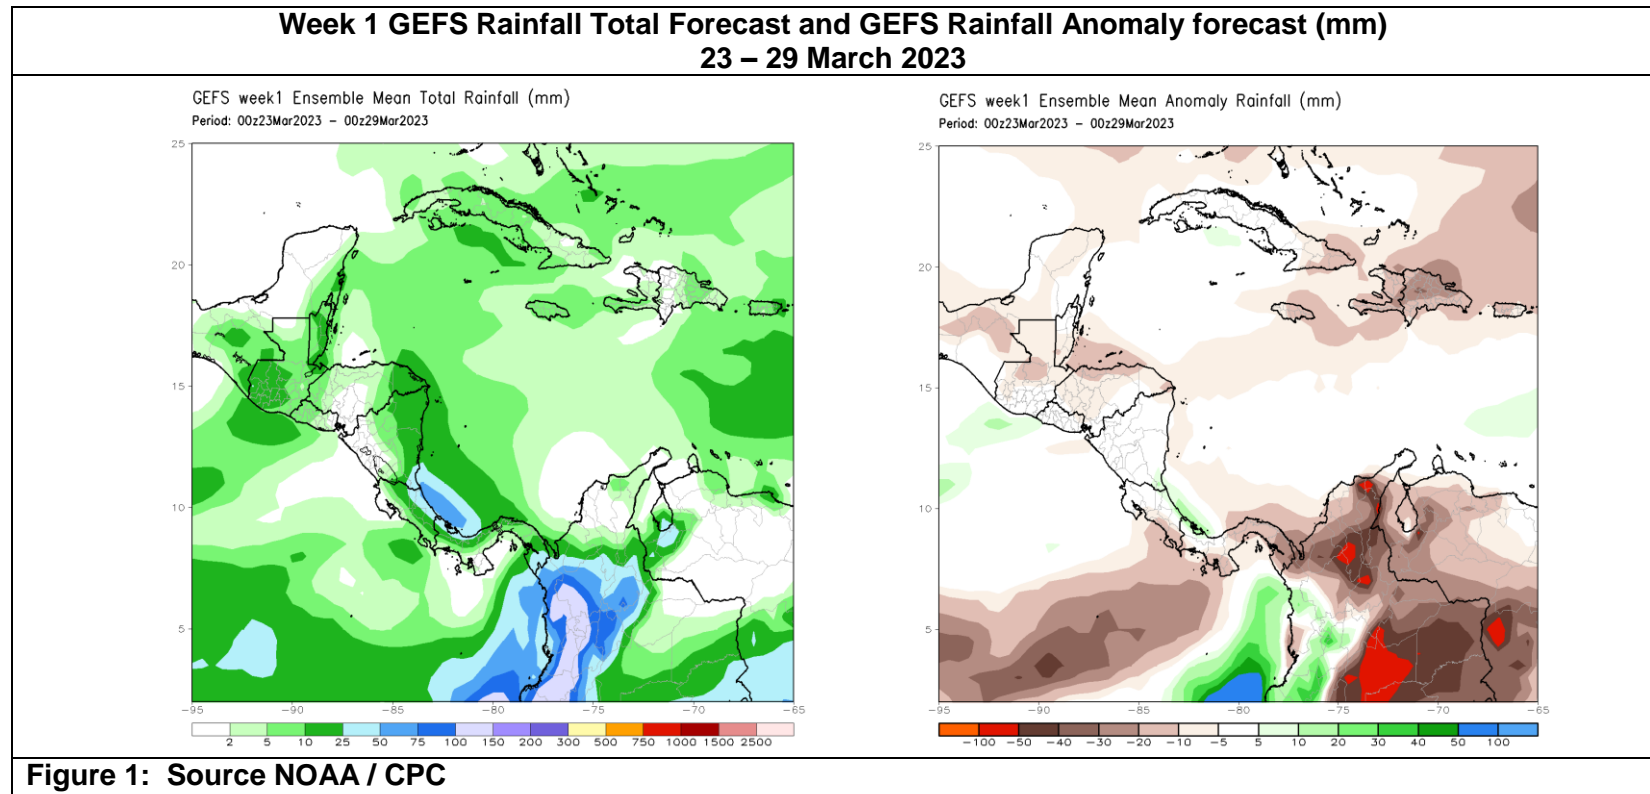 Week 1 GEFS Rainfall Total Forecast and GEFS Rainfall Anomaly forecast (mm)
23 – 29 March 2023
GEFS week1 Ensemble Mean Total Rainfall (mm)
Period: 00z23Mar2023 – 00z29Mar2023
25
20
15
10
5
-95 -90 -85 -80 -75 -70 -65
2 5 10 25 50 75 100 150 200 300 500 750 1000 1500 2500
GEFS week1 Ensemble Mean Anomaly Rainfall (mm)
Period: 00z23Mar2023 – 00z29Mar2023
25
20
15
10
5
-95 -90 -85 -80 -75 -70 -65
-100 -50 -40 -30 -20 -10 -5 5 10 20 30 40 50 100
Figure 1: Source NOAA / CPC